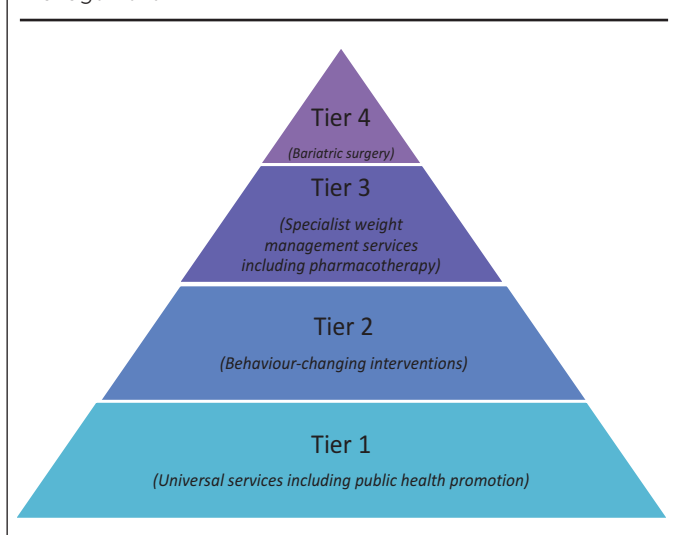 Tier 4
(Bariatric surgery)
Tier 3
(Specialist weight
management services
including pharmacotherapy)
Tier 2
(Behaviour-changing interventions)
Tier 1
(Universal services including public health promotion)